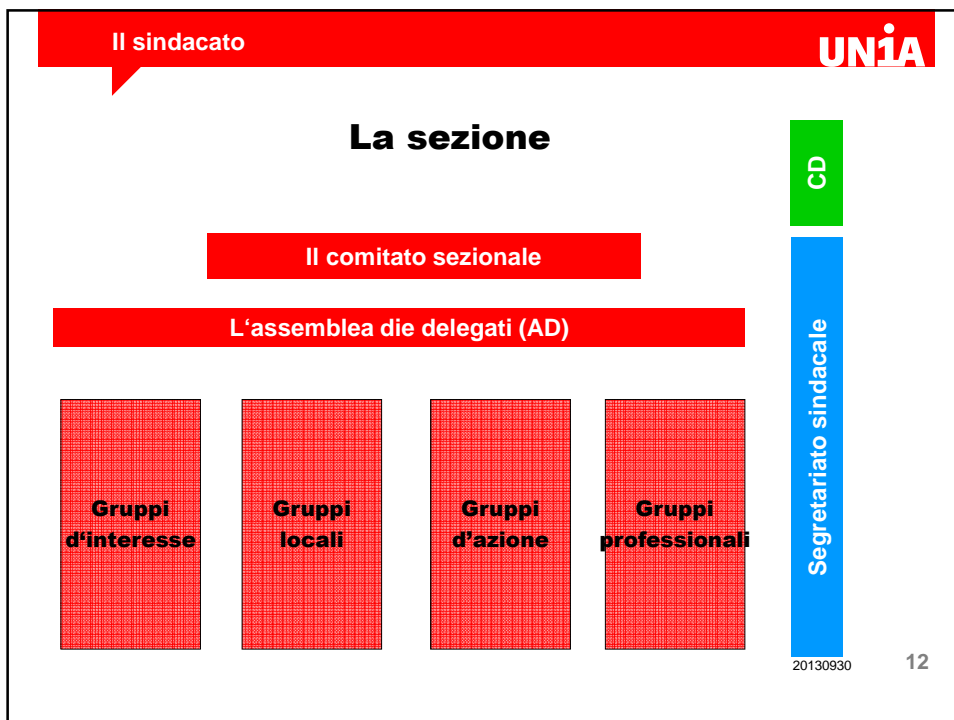 Il sindacato
UNiA
La sezione
CD
Il comitato sezionale
L‘assemblea die delegati (AD)
Gruppi
d‘interesse
Gruppi
locali
Gruppi
d’azione
Gruppi
professionali
Segretariato sindacale
20130930
12